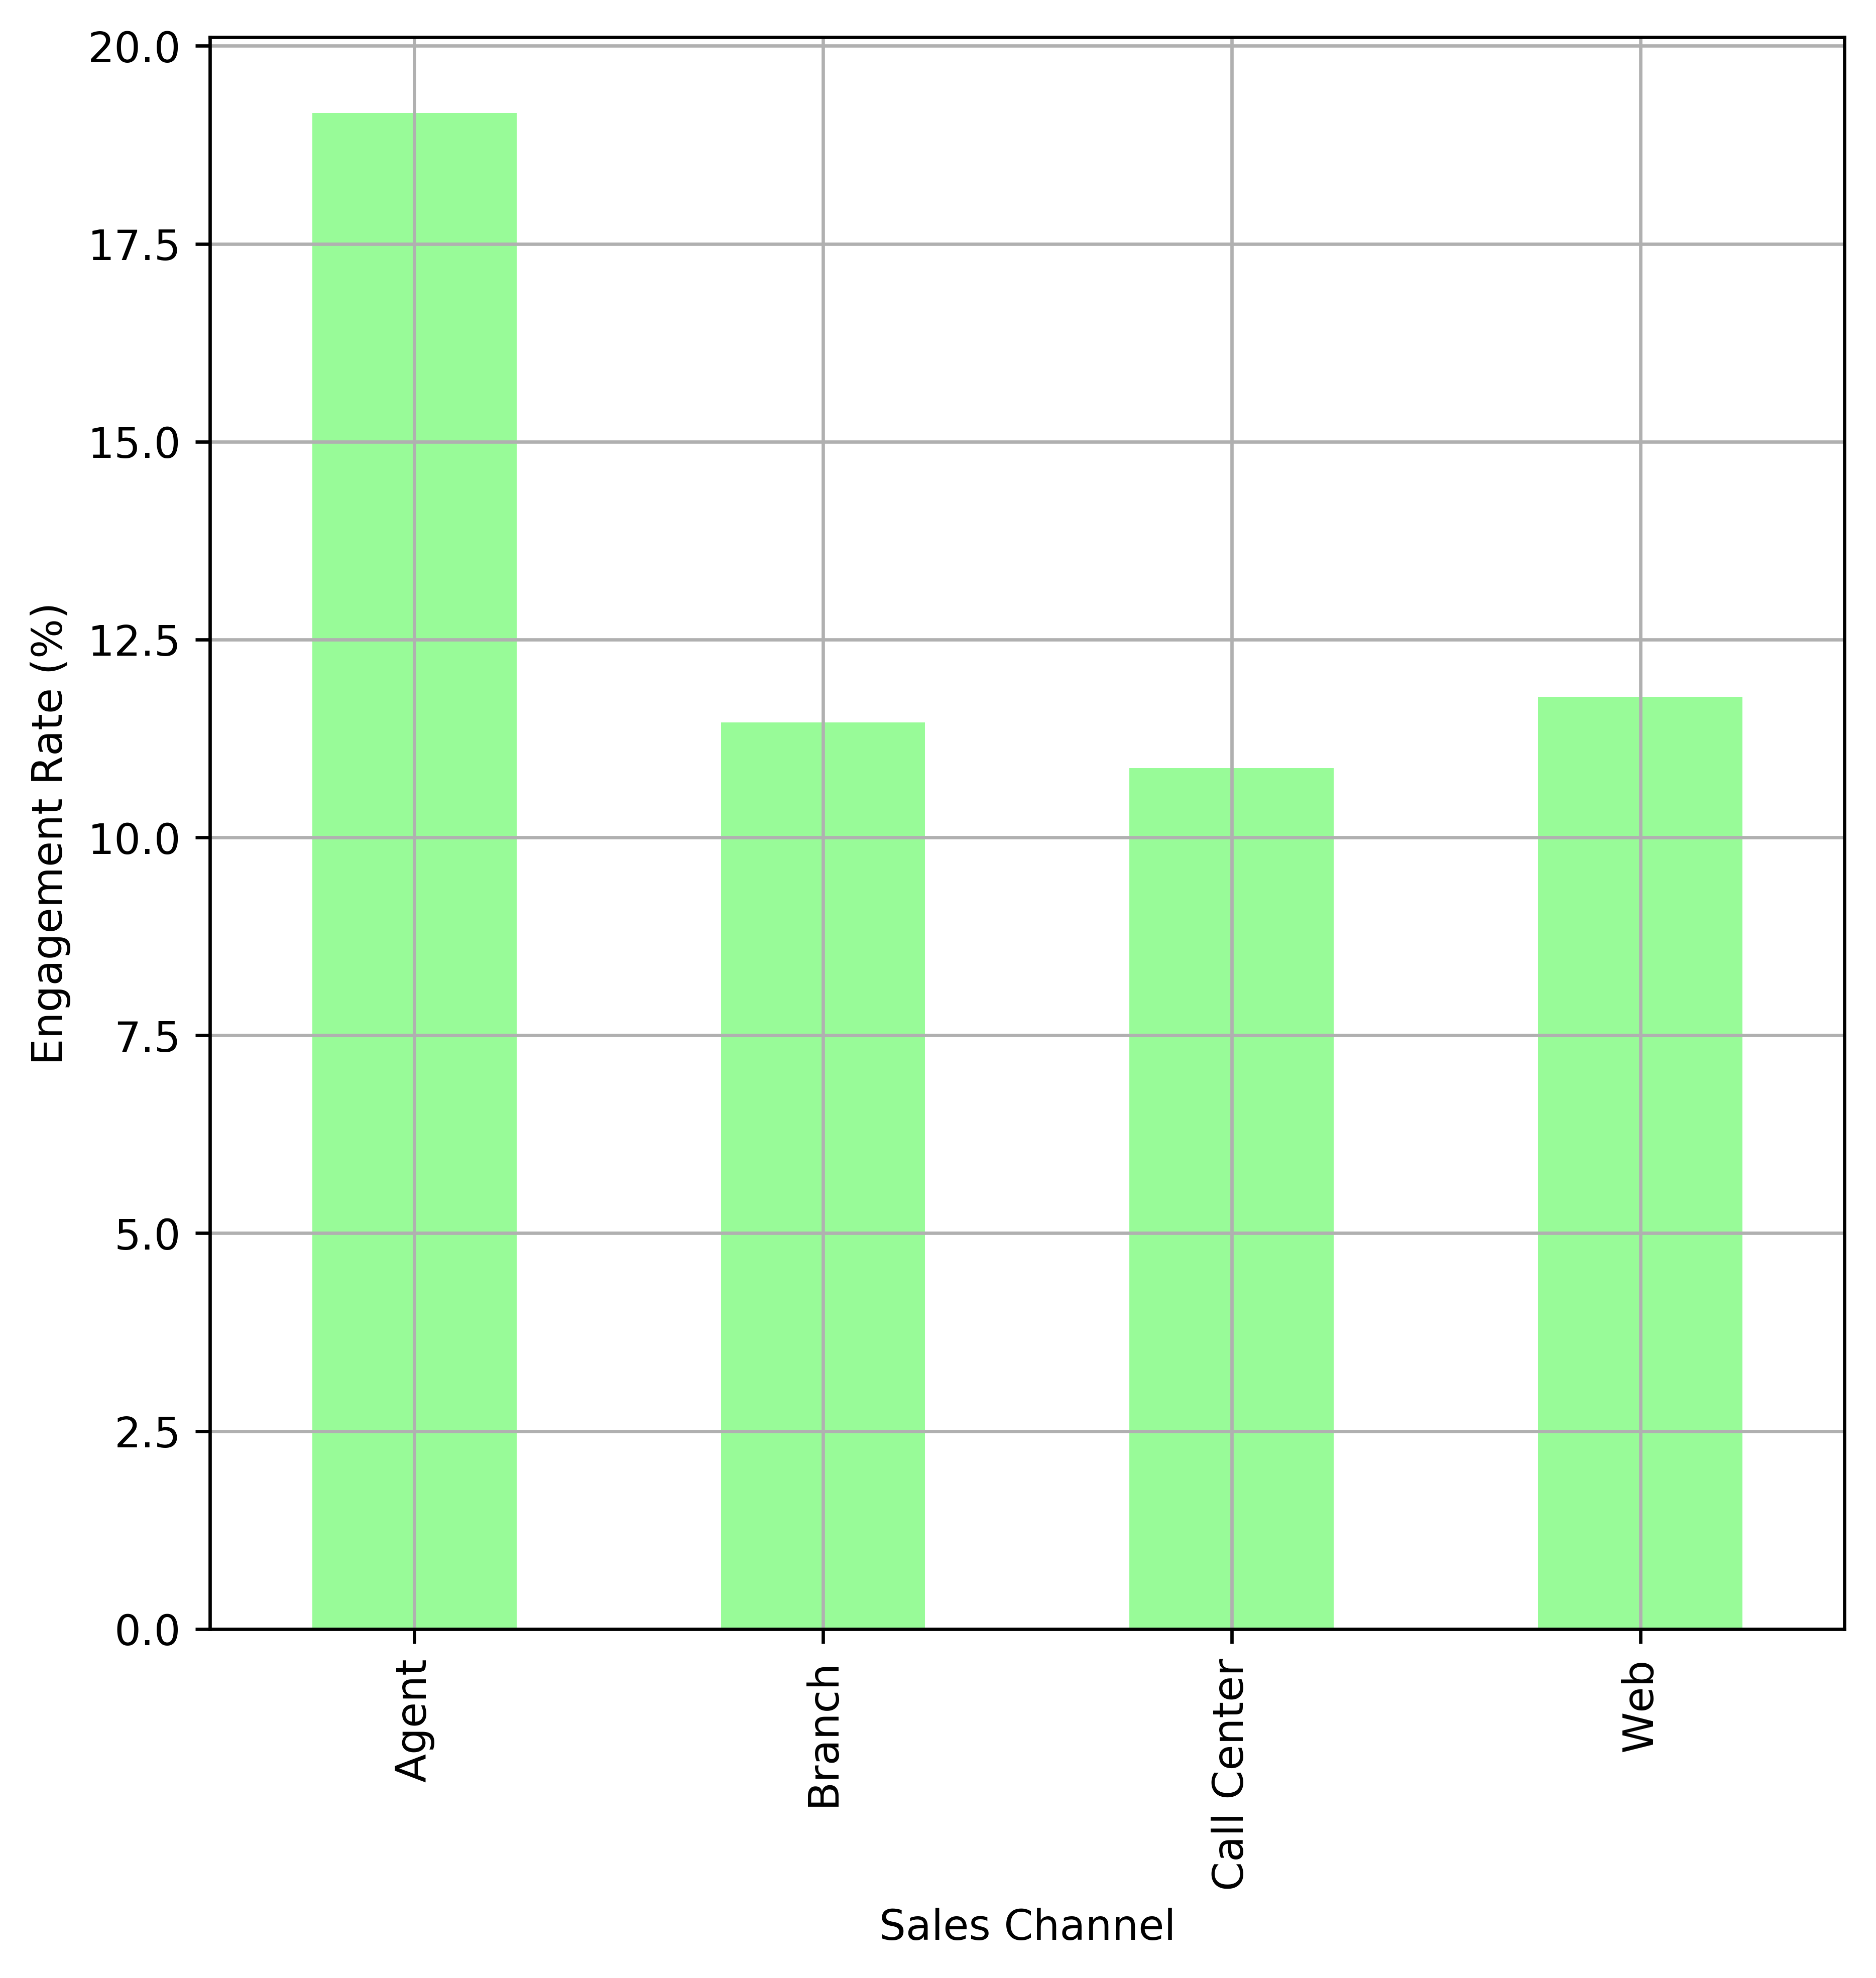 20.0
17.5
15.0
12.5
10.0
7.5
5.0
2.5
0.0
Engagement Rate (%)
Agent
Branch
Call Center
Web
Sales Channel